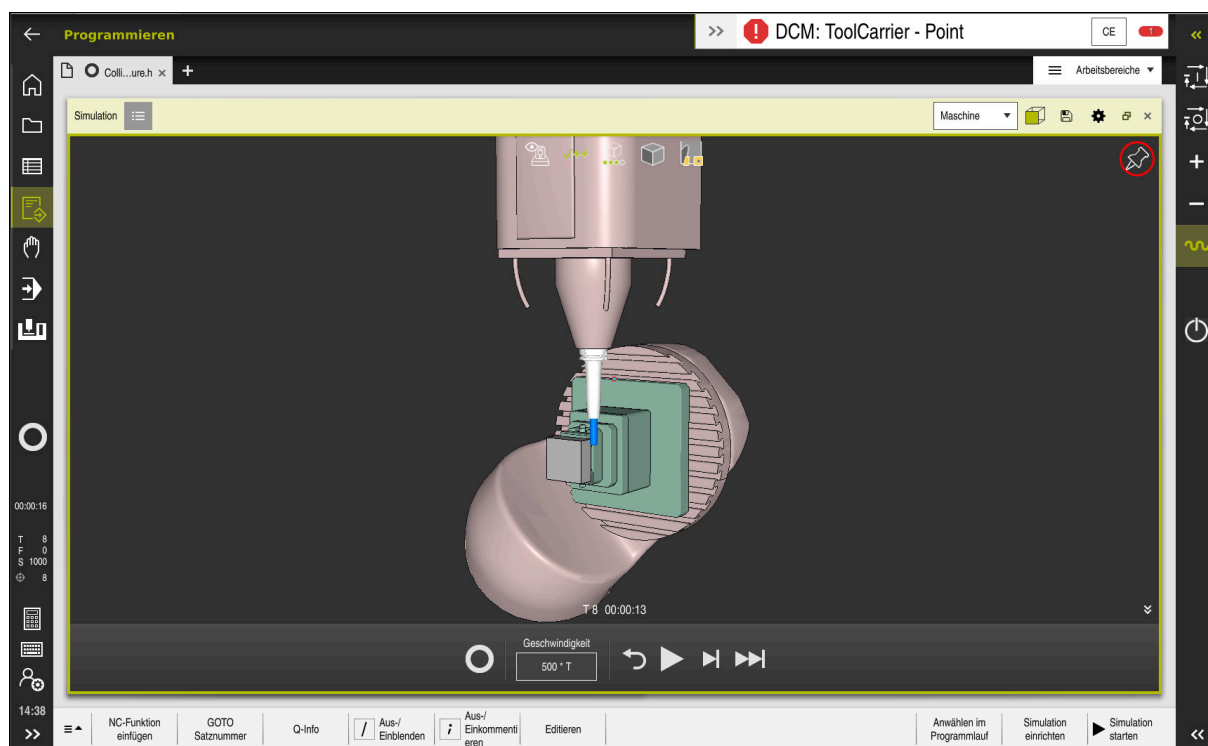 Programmieren
>> DCM: ToolCarrier - Point CE 1
Colli...ure.h × +
Arbeitsbereiche
Simulation
Maschine
T 8 00:00:13
Geschwindigkeit
500 * T
00:00:16
T 8
F 0
S 1000
8
14:38
NC-Funktion
einfügen
GOTO
Satznummer
Q-Info
/ Aus-/
Einblenden
; Aus-/
Einkommenti
eren
Editieren
Anwählen im
Programmlauf
Simulation
einrichten
Simulation
starten